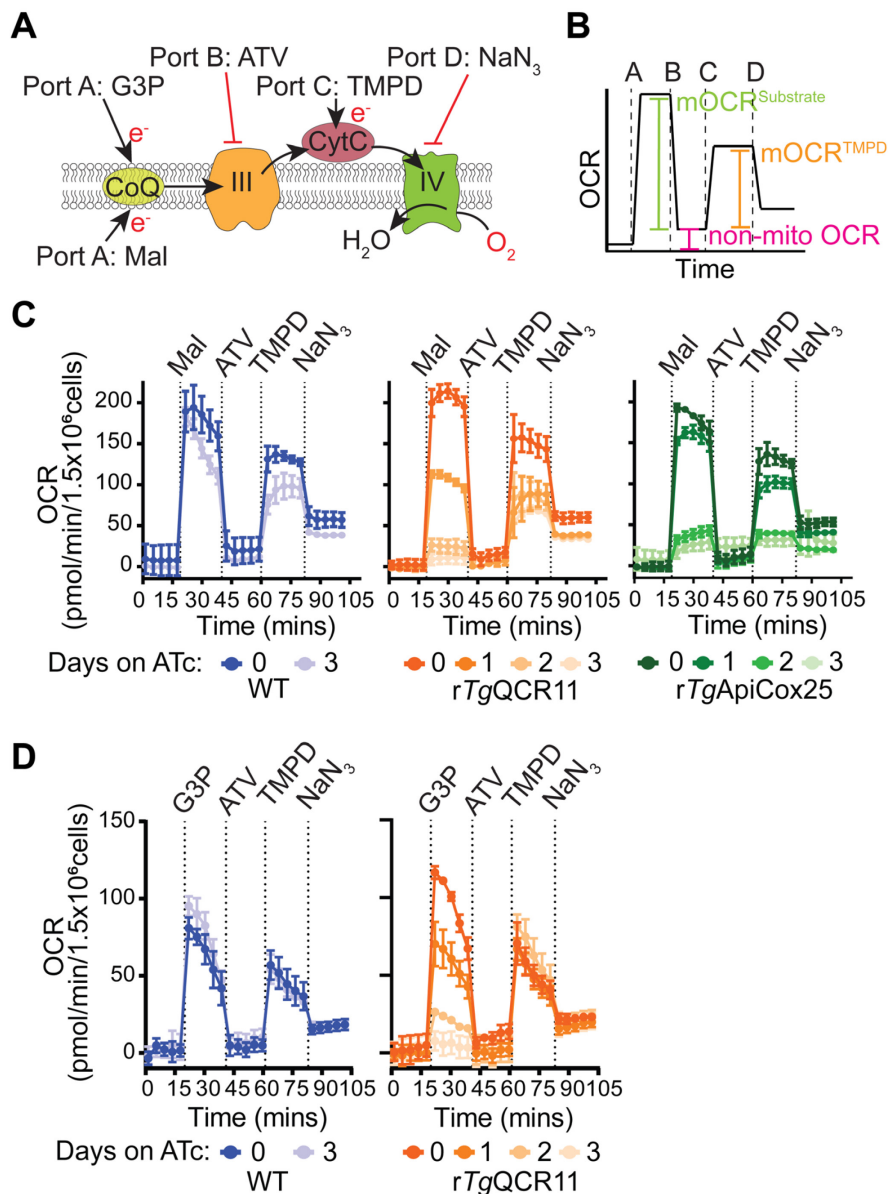 A
Port A: G3P
Port B: ATV
Port C: TMPD
Port D: NaN₃
e⁻
e⁻
e⁻
CoQ
III
CytC
IV
Port A: Mal
H₂O
O₂
B
A B C D
OCR
mOCR^Substrate
mOCR^TMPD
non-mito OCR
Time
C
Mal ATV TMPD NaN₃
Mal ATV TMPD NaN₃
Mal ATV TMPD NaN₃
OCR
(pmol/min/1.5x10⁶cells)
200
150
100
50
0
0 15 30 45 60 75 90 105
0 15 30 45 60 75 90 105
0 15 30 45 60 75 90 105
Time (mins)
Time (mins)
Time (mins)
Days on ATc: 0 3
WT
0 1 2 3
rTgQCR11
0 1 2 3
rTgApiCox25
D
G3P ATV TMPD NaN₃
G3P ATV TMPD NaN₃
OCR
(pmol/min/1.5x10⁶cells)
150
100
50
0
0 15 30 45 60 75 90 105
0 15 30 45 60 75 90 105
Time (mins)
Time (mins)
Days on ATc: 0 3
WT
0 1 2 3
rTgQCR11